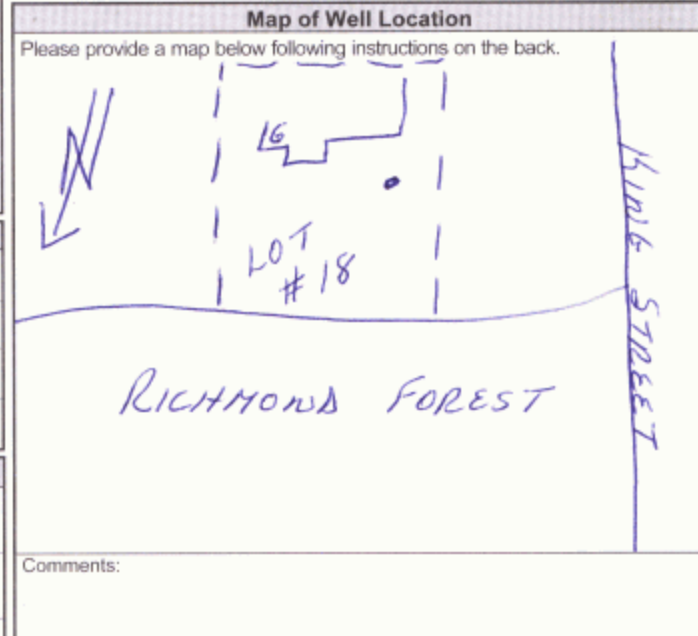 Map of Well Location
Please provide a map below following instructions on the back.
N
16
LOT
# 18
KING STREET
RICHMOND FOREST
Comments: